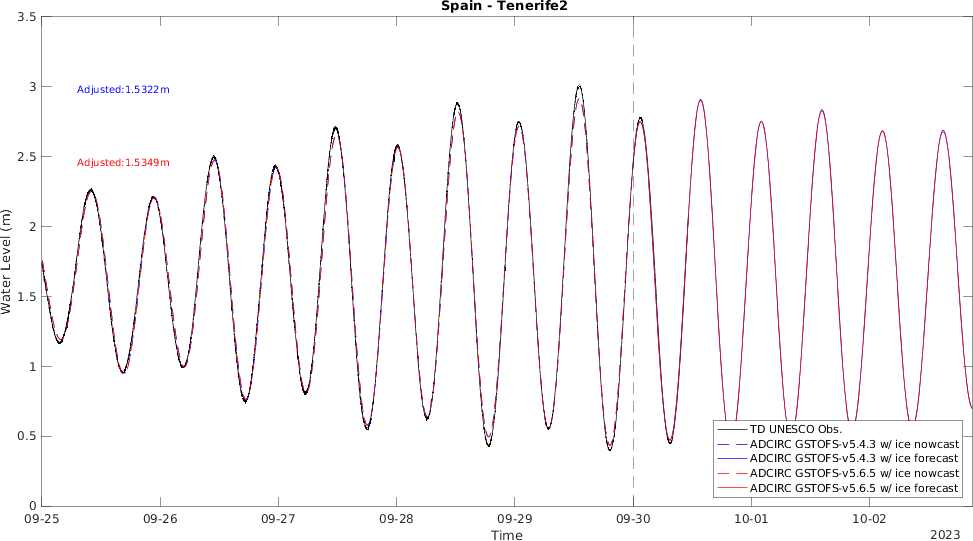 Spain - Tenerife2
3.5
3
2.5
2
1.5
1
0.5
0
Water Level (m)
Adjusted:1.5322m
Adjusted:1.5349m
TD UNESCO Obs.
ADCIRC GSTOFS-v5.4.3 w/ ice nowcast
ADCIRC GSTOFS-v5.4.3 w/ ice forecast
ADCIRC GSTOFS-v5.6.5 w/ ice nowcast
ADCIRC GSTOFS-v5.6.5 w/ ice forecast
09-25 09-26 09-27 09-28 09-29 09-30 10-01 10-02
Time
2023